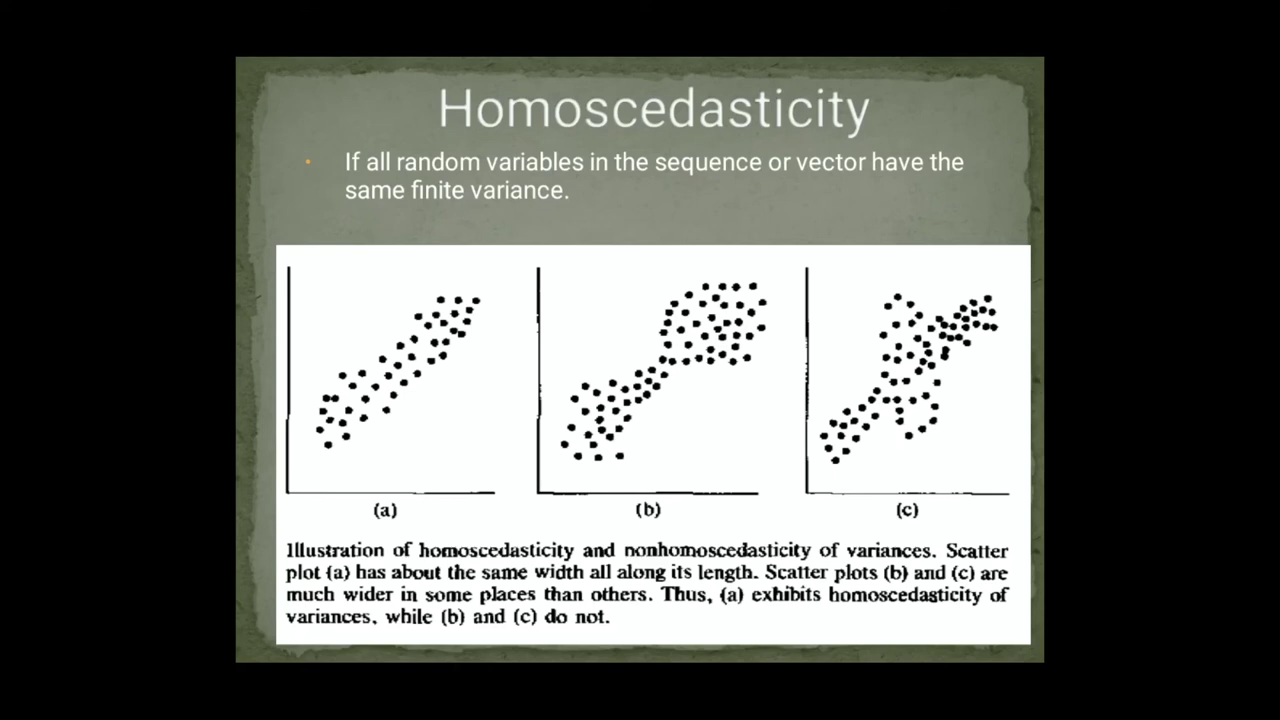 Homoscedasticity
• If all random variables in the sequence or vector have the
same finite variance.
(a) (b) (c)
Illustration of homoscedasticity and nonhomoscedasticity of variances. Scatter
plot (a) has about the same width all along its length. Scatter plots (b) and (c) are
much wider in some places than others. Thus, (a) exhibits homoscedasticity of
variances, while (b) and (c) do not.